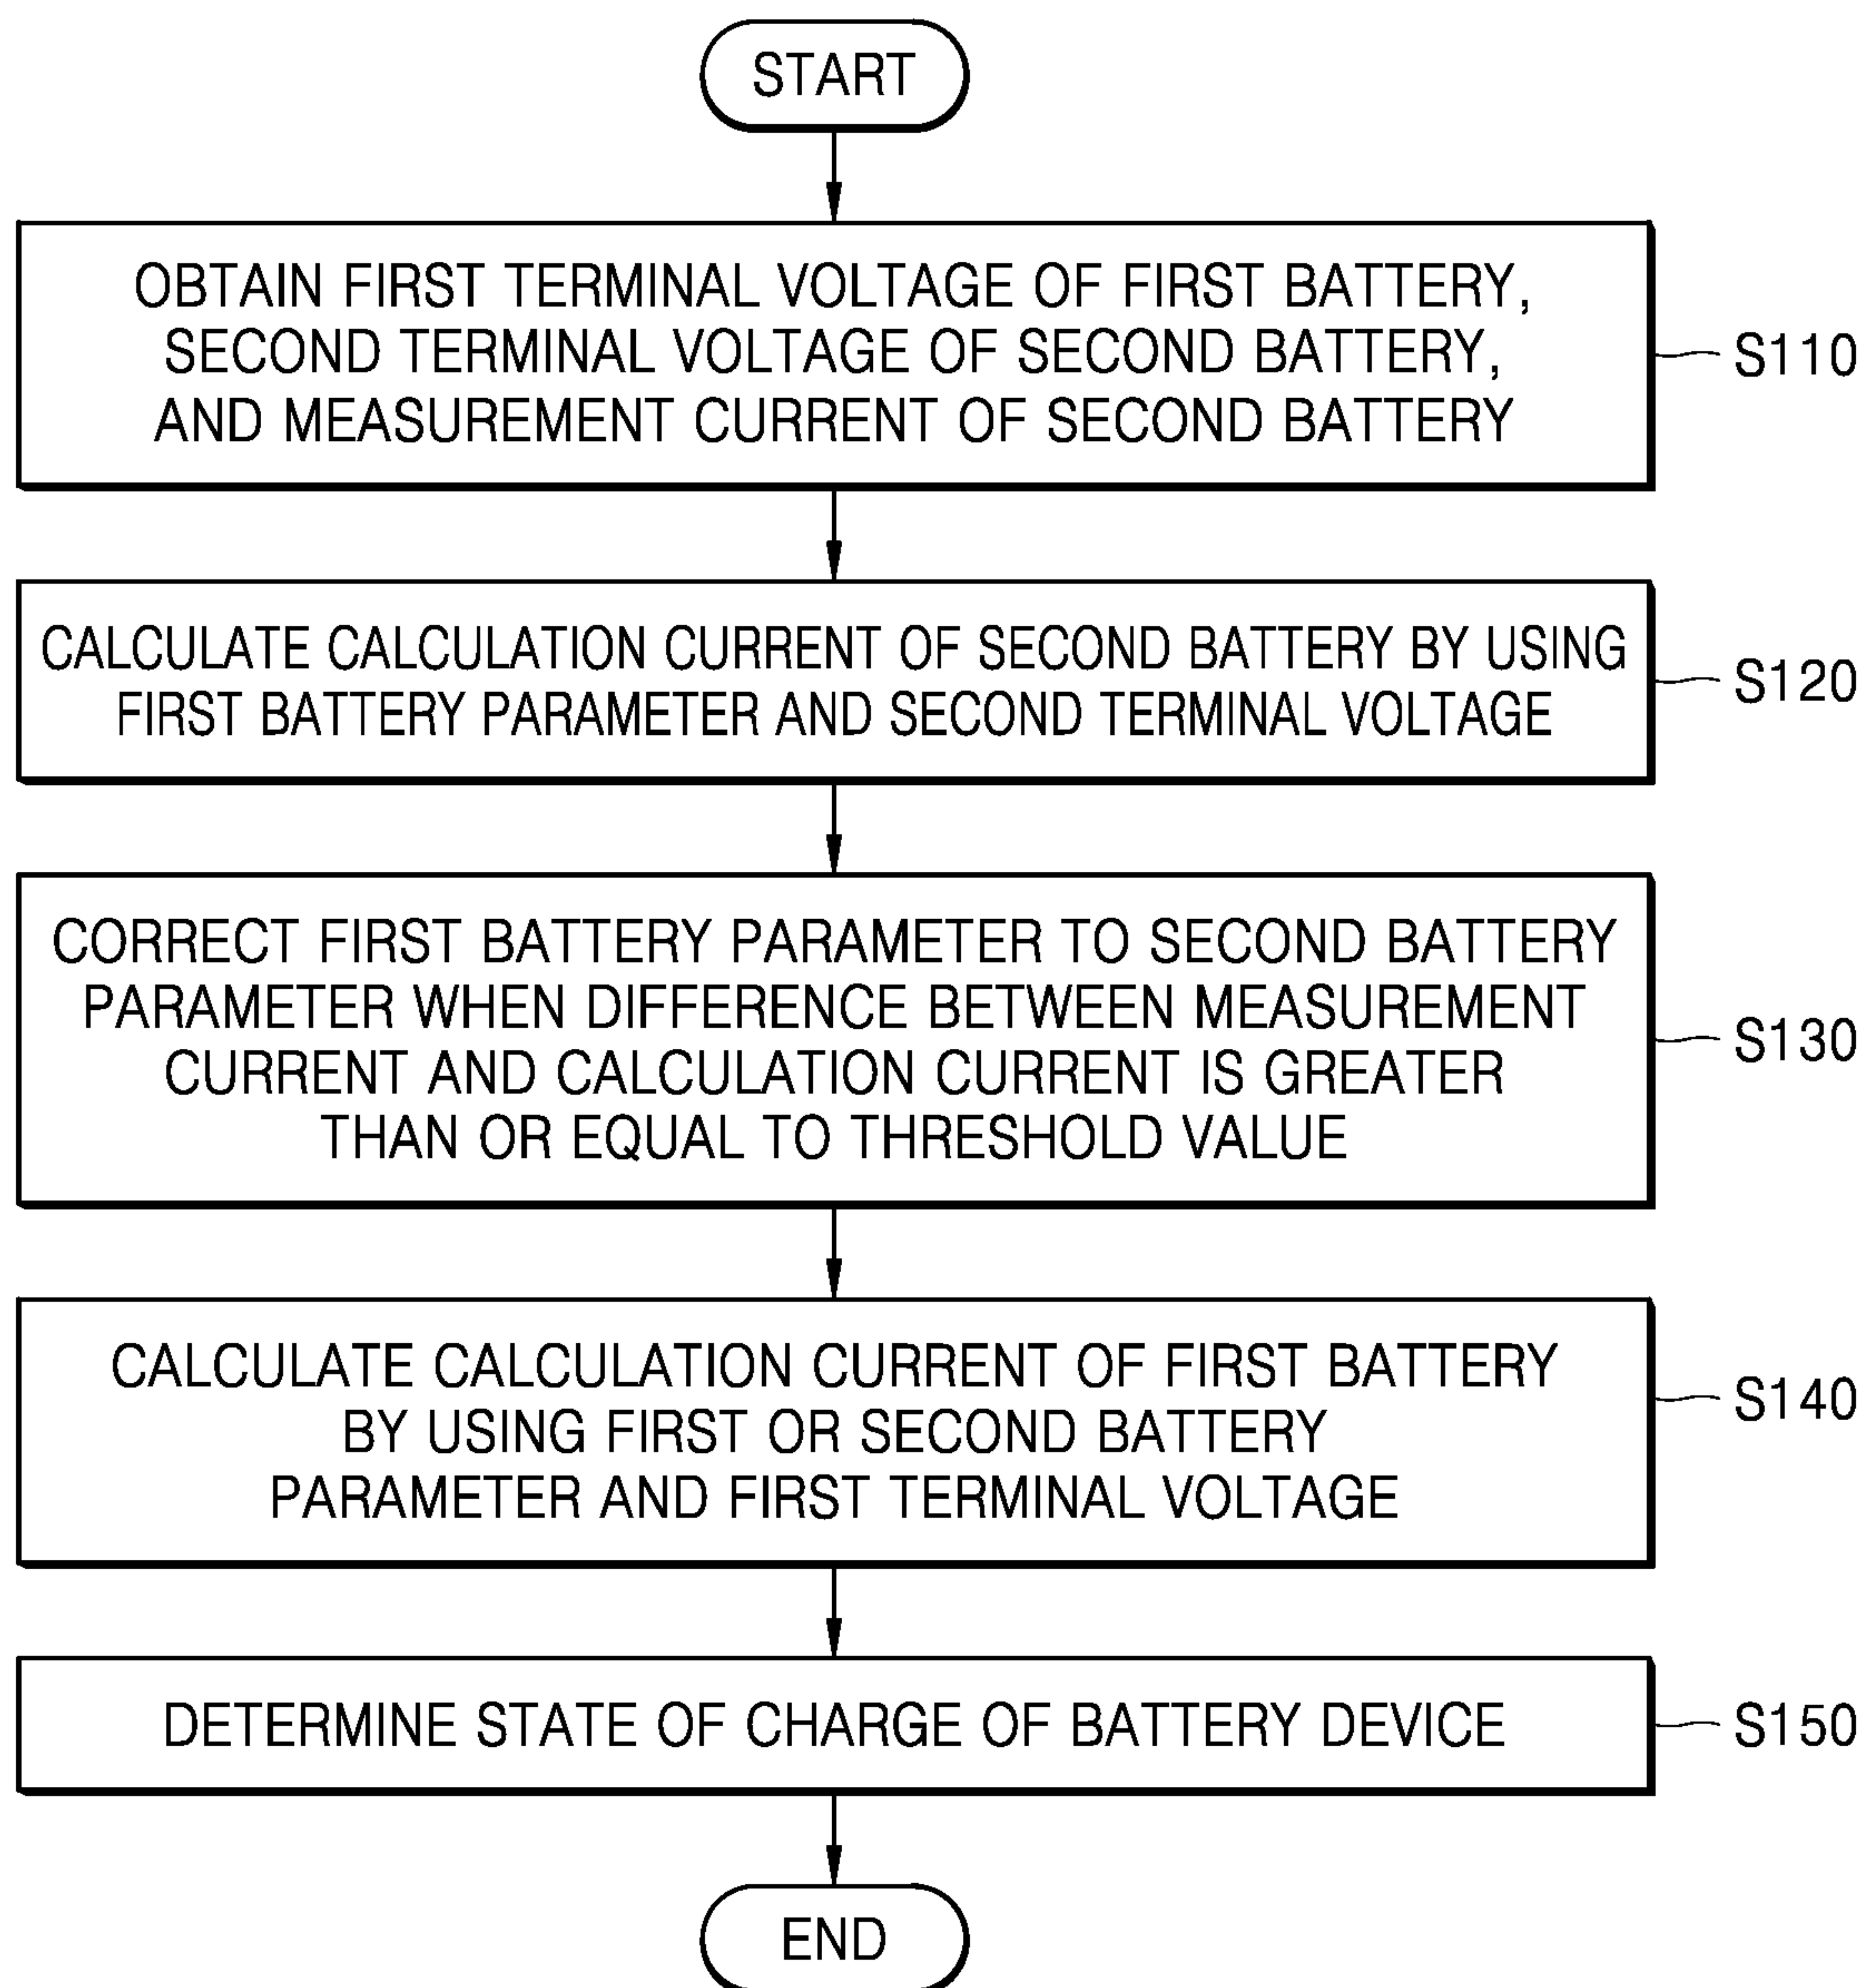 START
OBTAIN FIRST TERMINAL VOLTAGE OF FIRST BATTERY,
SECOND TERMINAL VOLTAGE OF SECOND BATTERY,
AND MEASUREMENT CURRENT OF SECOND BATTERY
S110
CALCULATE CALCULATION CURRENT OF SECOND BATTERY BY USING
FIRST BATTERY PARAMETER AND SECOND TERMINAL VOLTAGE
S120
CORRECT FIRST BATTERY PARAMETER TO SECOND BATTERY
PARAMETER WHEN DIFFERENCE BETWEEN MEASUREMENT
CURRENT AND CALCULATION CURRENT IS GREATER
THAN OR EQUAL TO THRESHOLD VALUE
S130
CALCULATE CALCULATION CURRENT OF FIRST BATTERY
BY USING FIRST OR SECOND BATTERY
PARAMETER AND FIRST TERMINAL VOLTAGE
S140
DETERMINE STATE OF CHARGE OF BATTERY DEVICE
S150
END